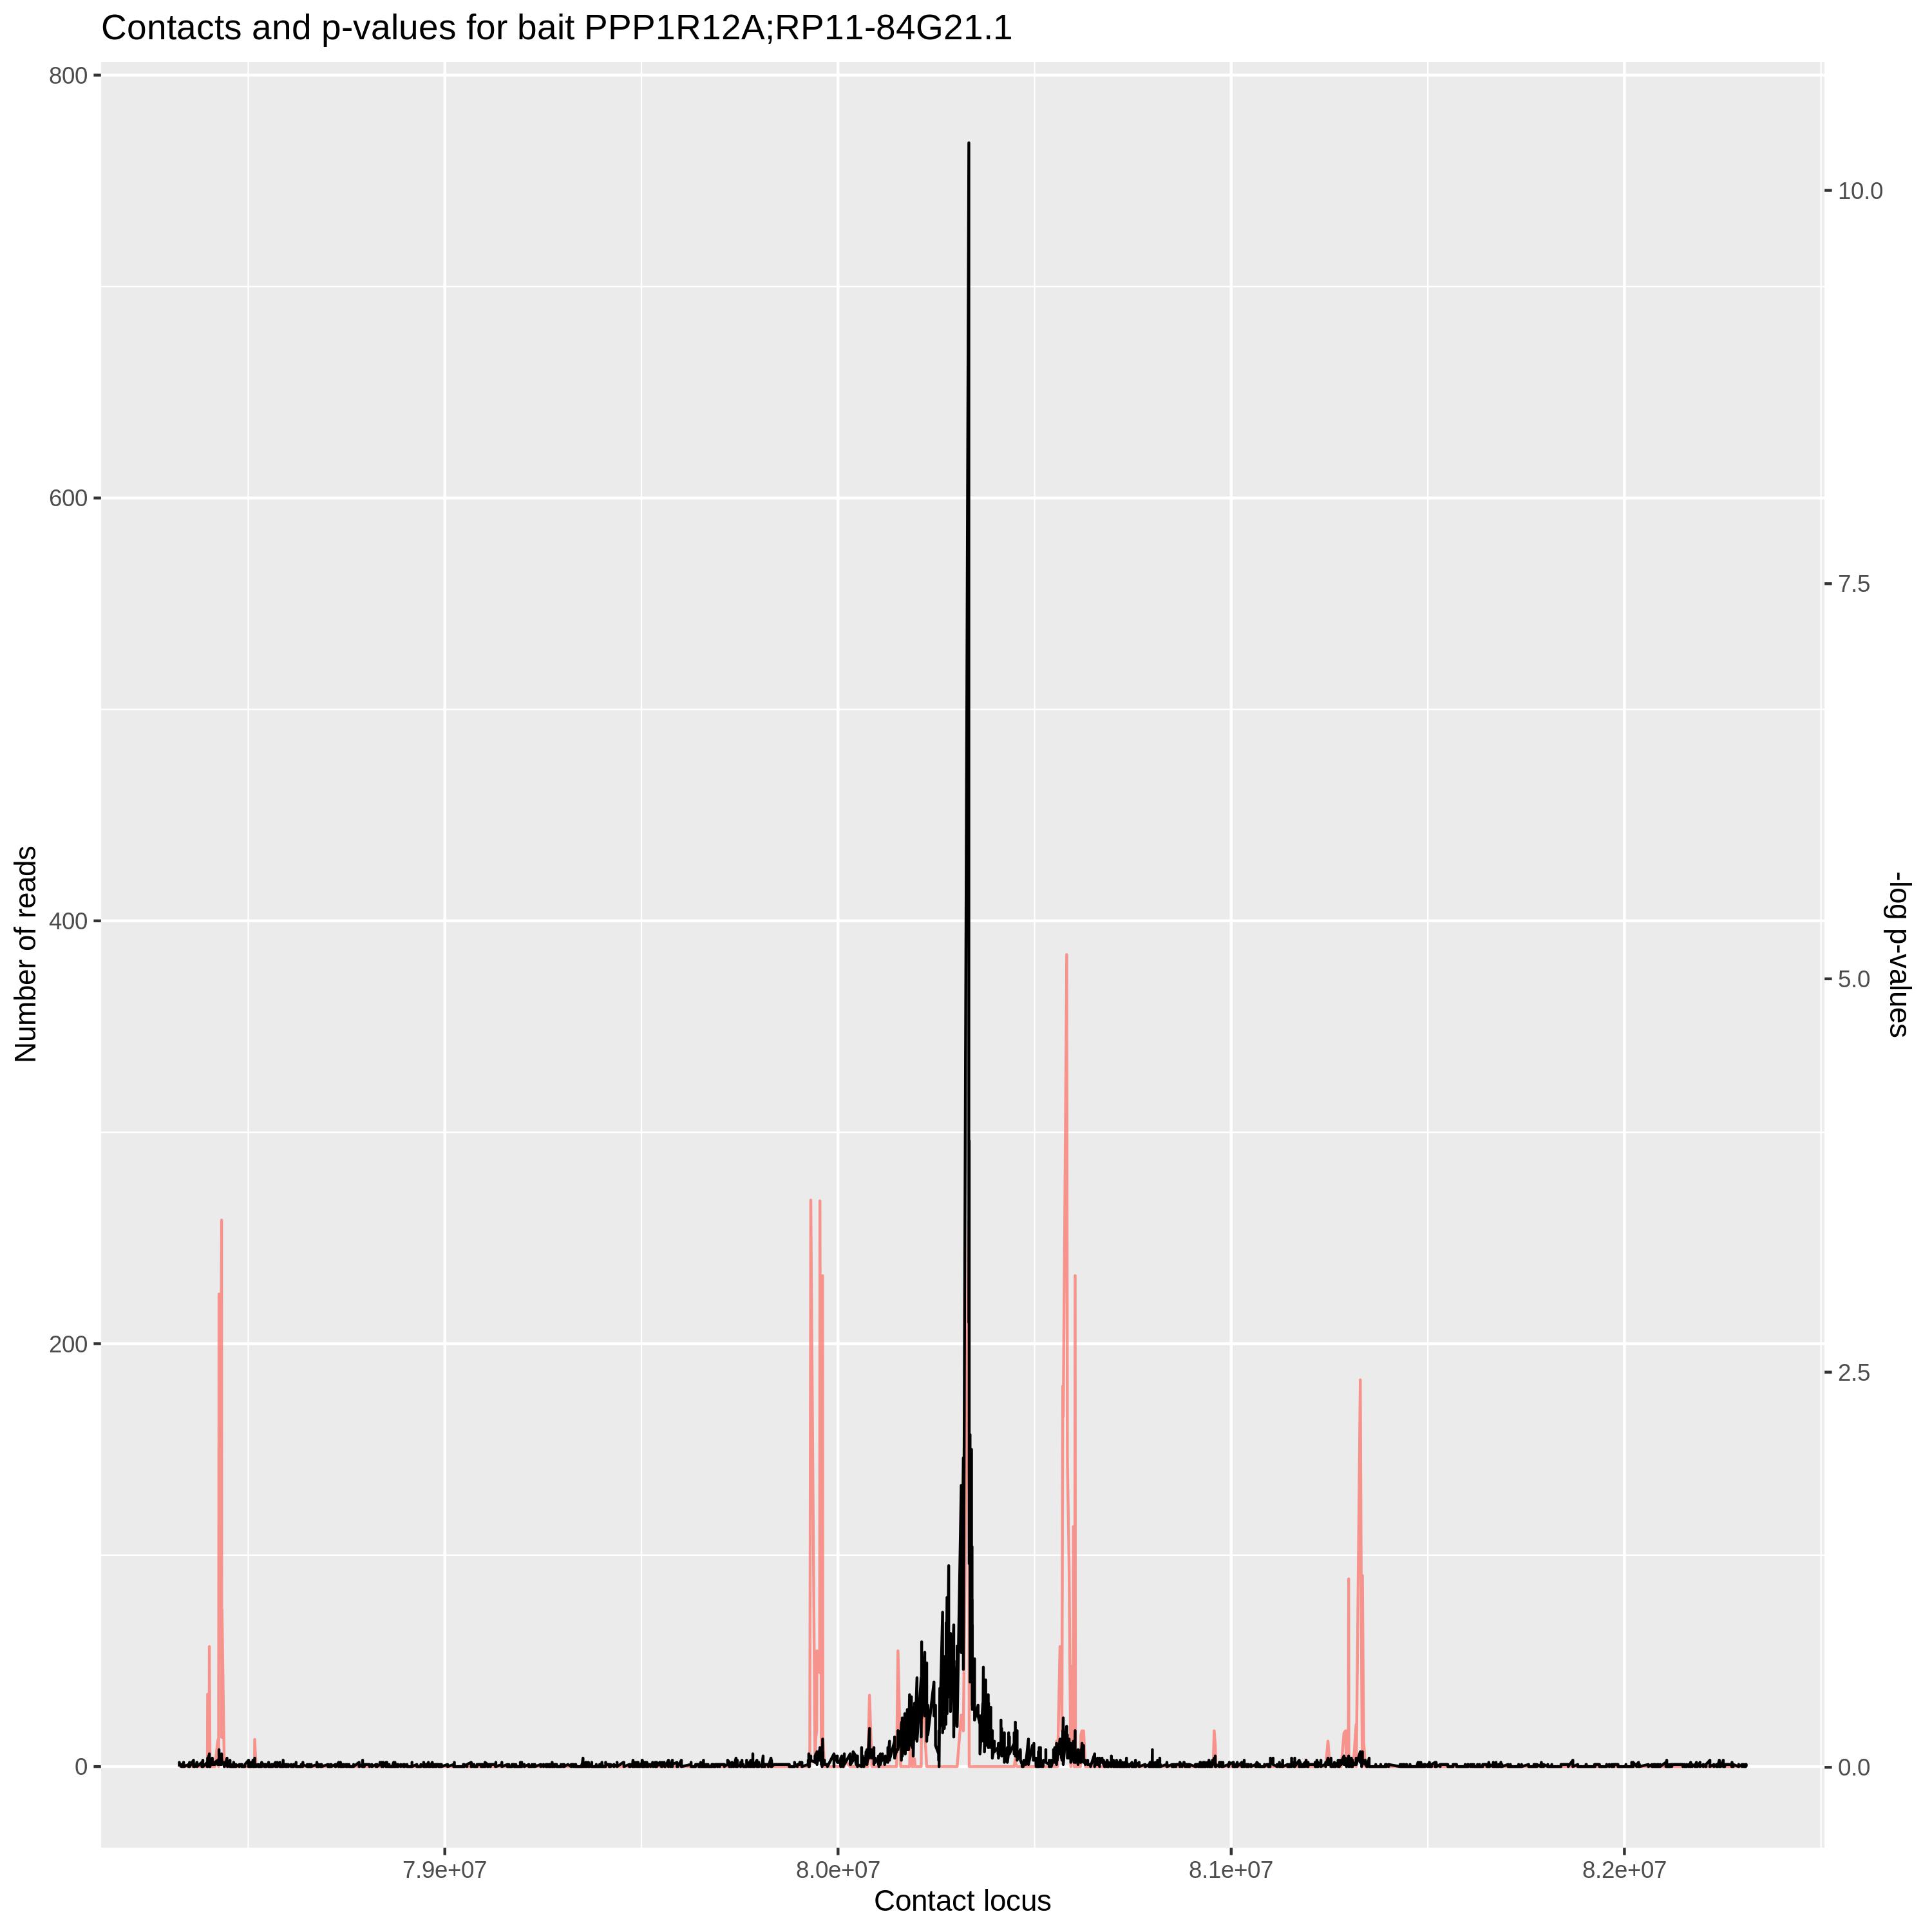 Contacts and p-values for bait PPP1R12A;RP11-84G21.1
800
600
400
200
0
Number of reads
10.0
7.5
5.0
2.5
0.0
-log p-values
7.9e+07
8.0e+07
8.1e+07
8.2e+07
Contact locus